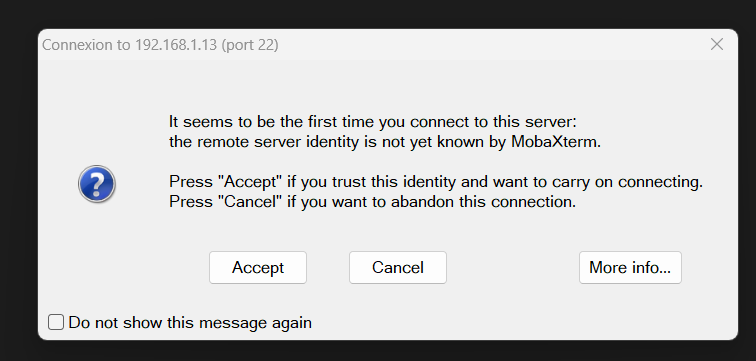 Connexion to 192.168.1.13 (port 22)
It seems to be the first time you connect to this server:
the remote server identity is not yet known by MobaXterm.
Press "Accept" if you trust this identity and want to carry on connecting.
Press "Cancel" if you want to abandon this connection.
Accept
Cancel
More info...
Do not show this message again